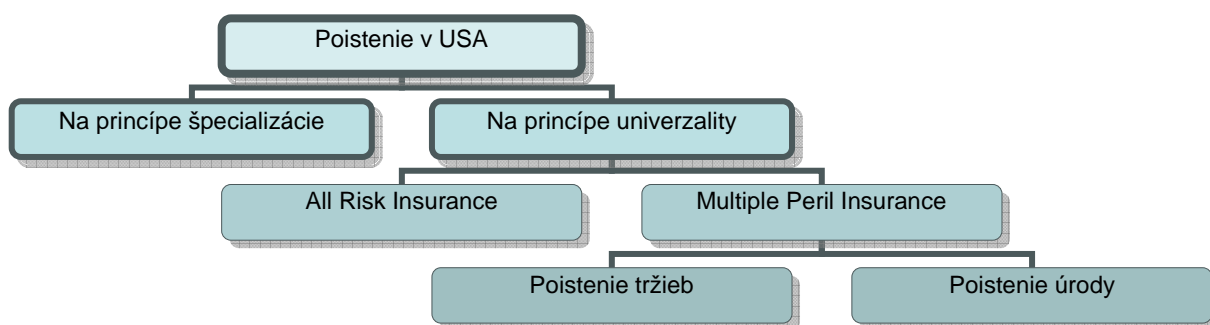 Poistenie v USA
Na princípe špecializácie
Na princípe univerzality
All Risk Insurance
Multiple Peril Insurance
Poistenie tržieb
Poistenie úrody